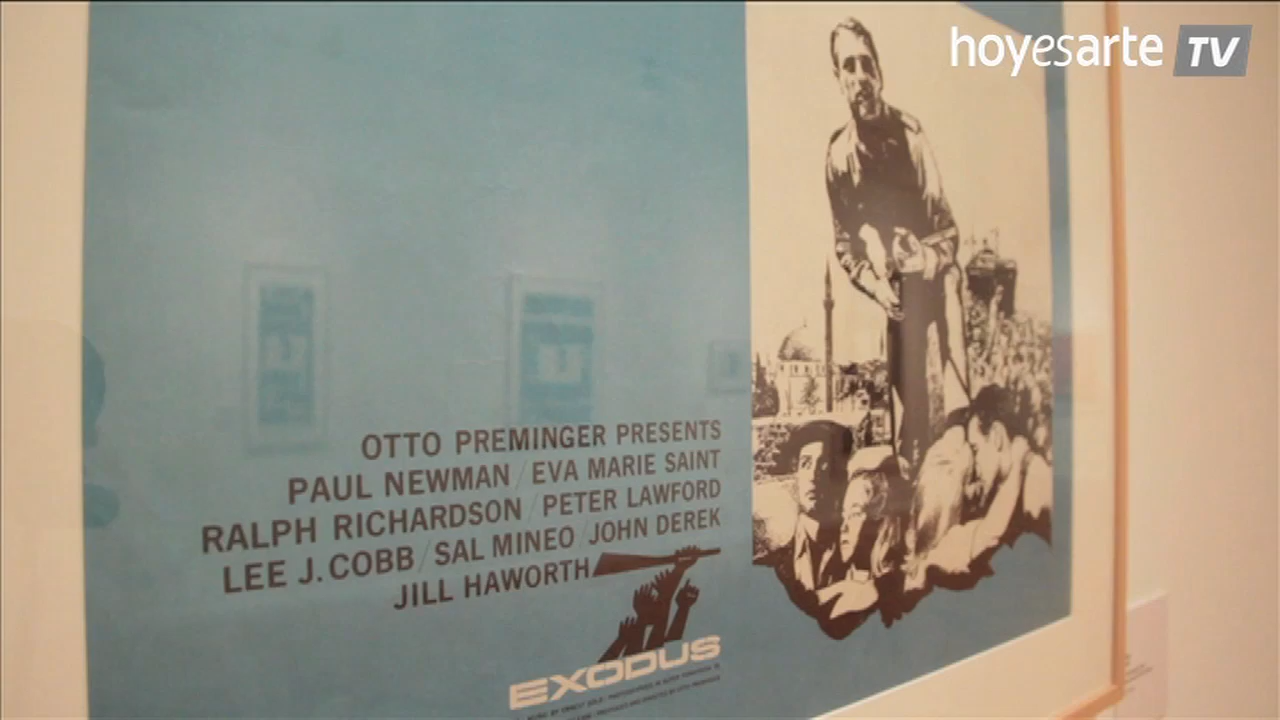 hoyesarte TV
OTTO PREMINGER PRESENTS
PAUL NEWMAN / EVA MARIE SAINT
RALPH RICHARDSON / PETER LAWFORD
LEE J. COBB / SAL MINEO / JOHN DEREK
JILL HAWORTH
EXODUS